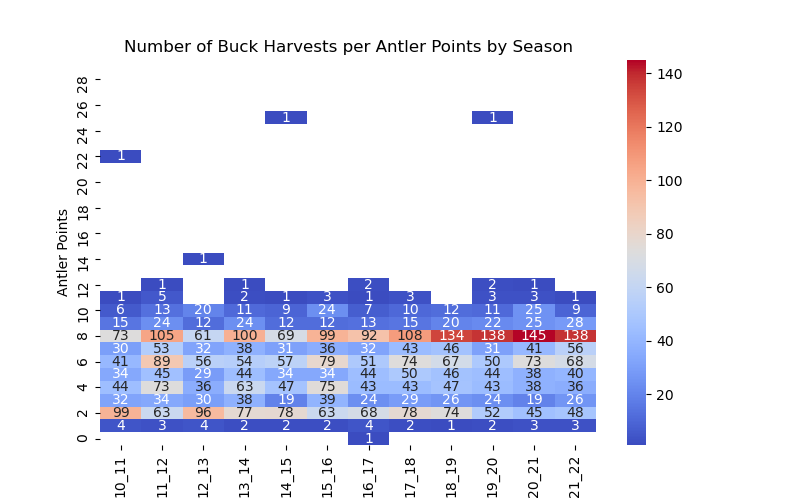 Number of Buck Harvests per Antler Points by Season
Antler Points
28
26
1 1
24
22 1
20
18
16
14 1
12 1 1 2 2 1
1 5 2 1 3 1 3 3 3 1
10 6 13 20 11 9 24 7 10 12 11 25 9
15 24 12 24 12 12 13 15 20 22 25 28
8 73 105 61 100 69 99 92 108 134 138 145 138
30 53 32 38 31 36 32 43 46 31 41 56
6 41 89 56 54 57 79 51 74 67 50 73 68
34 45 29 44 34 34 44 50 46 44 38 40
4 44 73 36 63 47 75 43 43 47 43 38 36
32 34 30 38 19 39 24 29 26 24 19 26
2 99 63 96 77 78 63 68 78 74 52 45 48
4 3 4 2 2 2 4 2 1 2 3 3
0 1
10_11 11_12 12_13 13_14 14_15 15_16 16_17 17_18 18_19 19_20 20_21 21_22
140
120
100
80
60
40
20